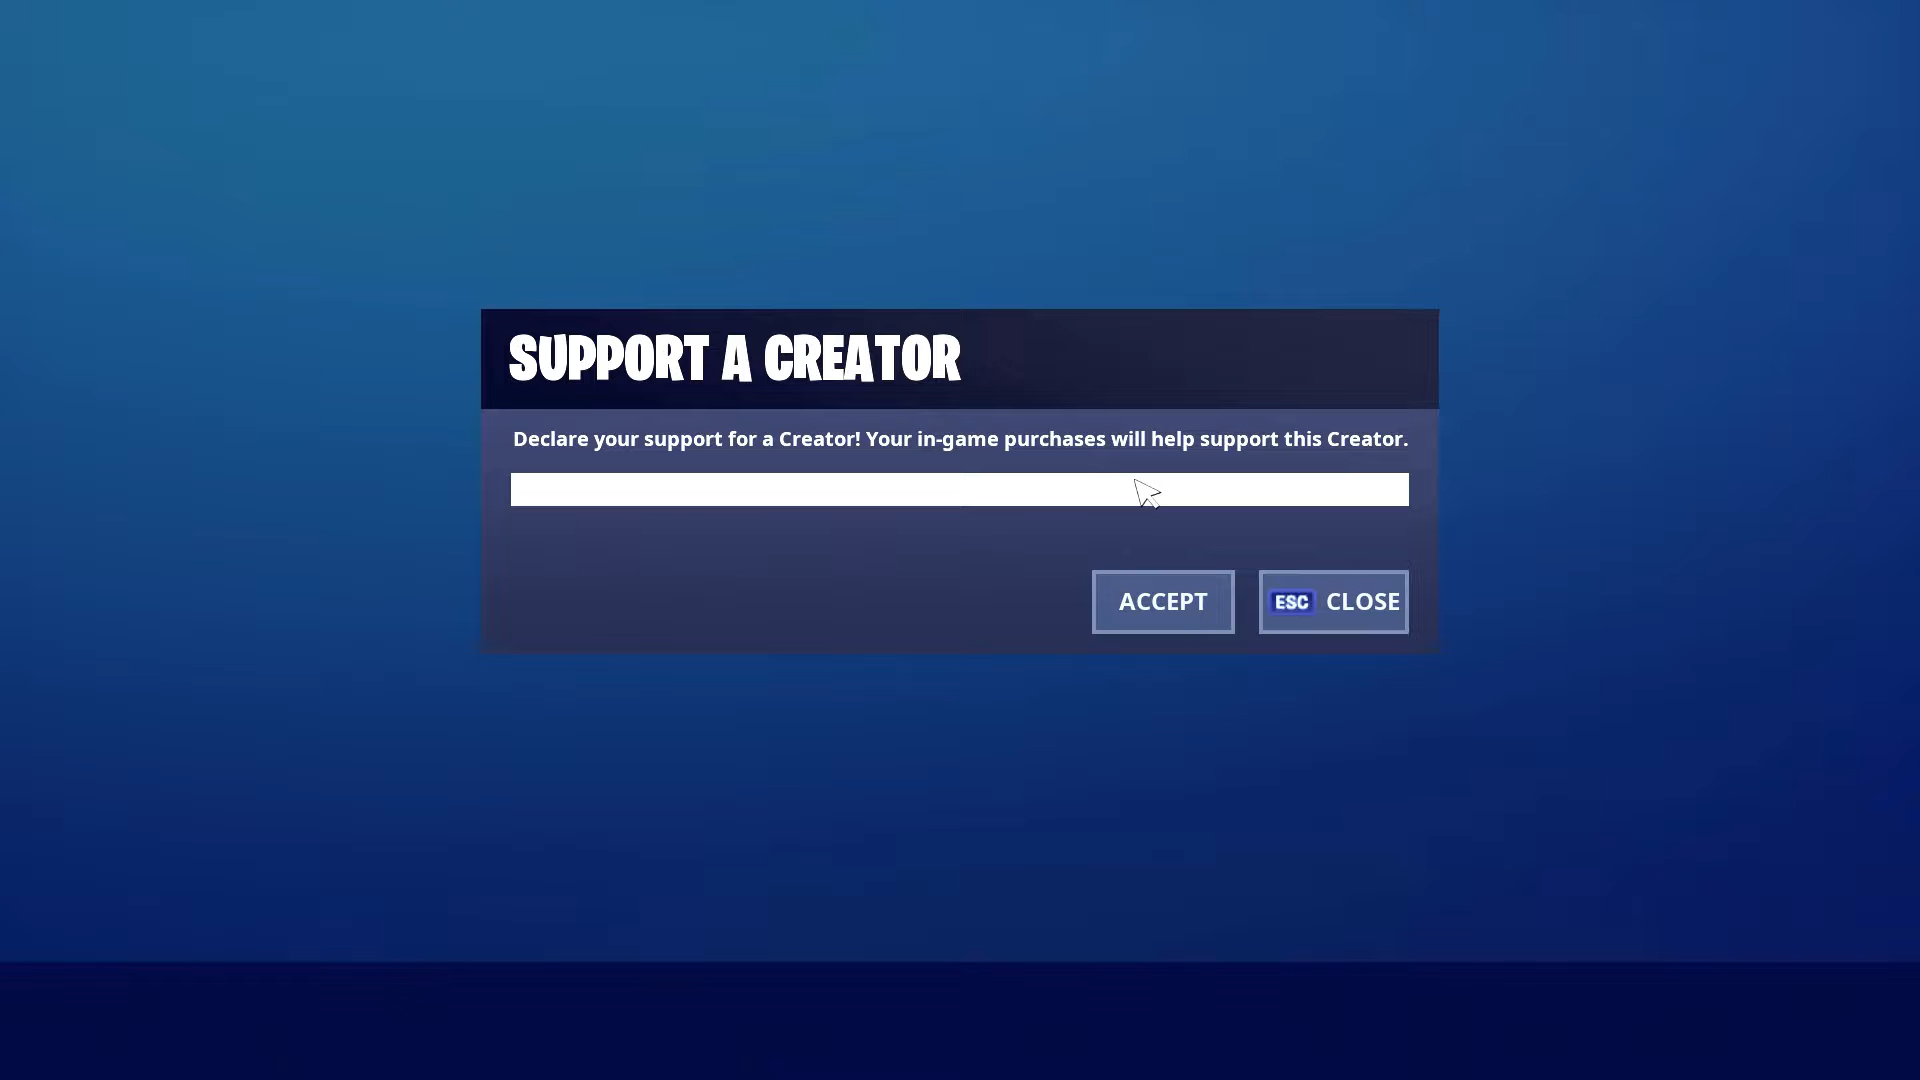 SUPPORT A CREATOR
Declare your support for a Creator! Your in-game purchases will help support this Creator.
ACCEPT
ESC CLOSE